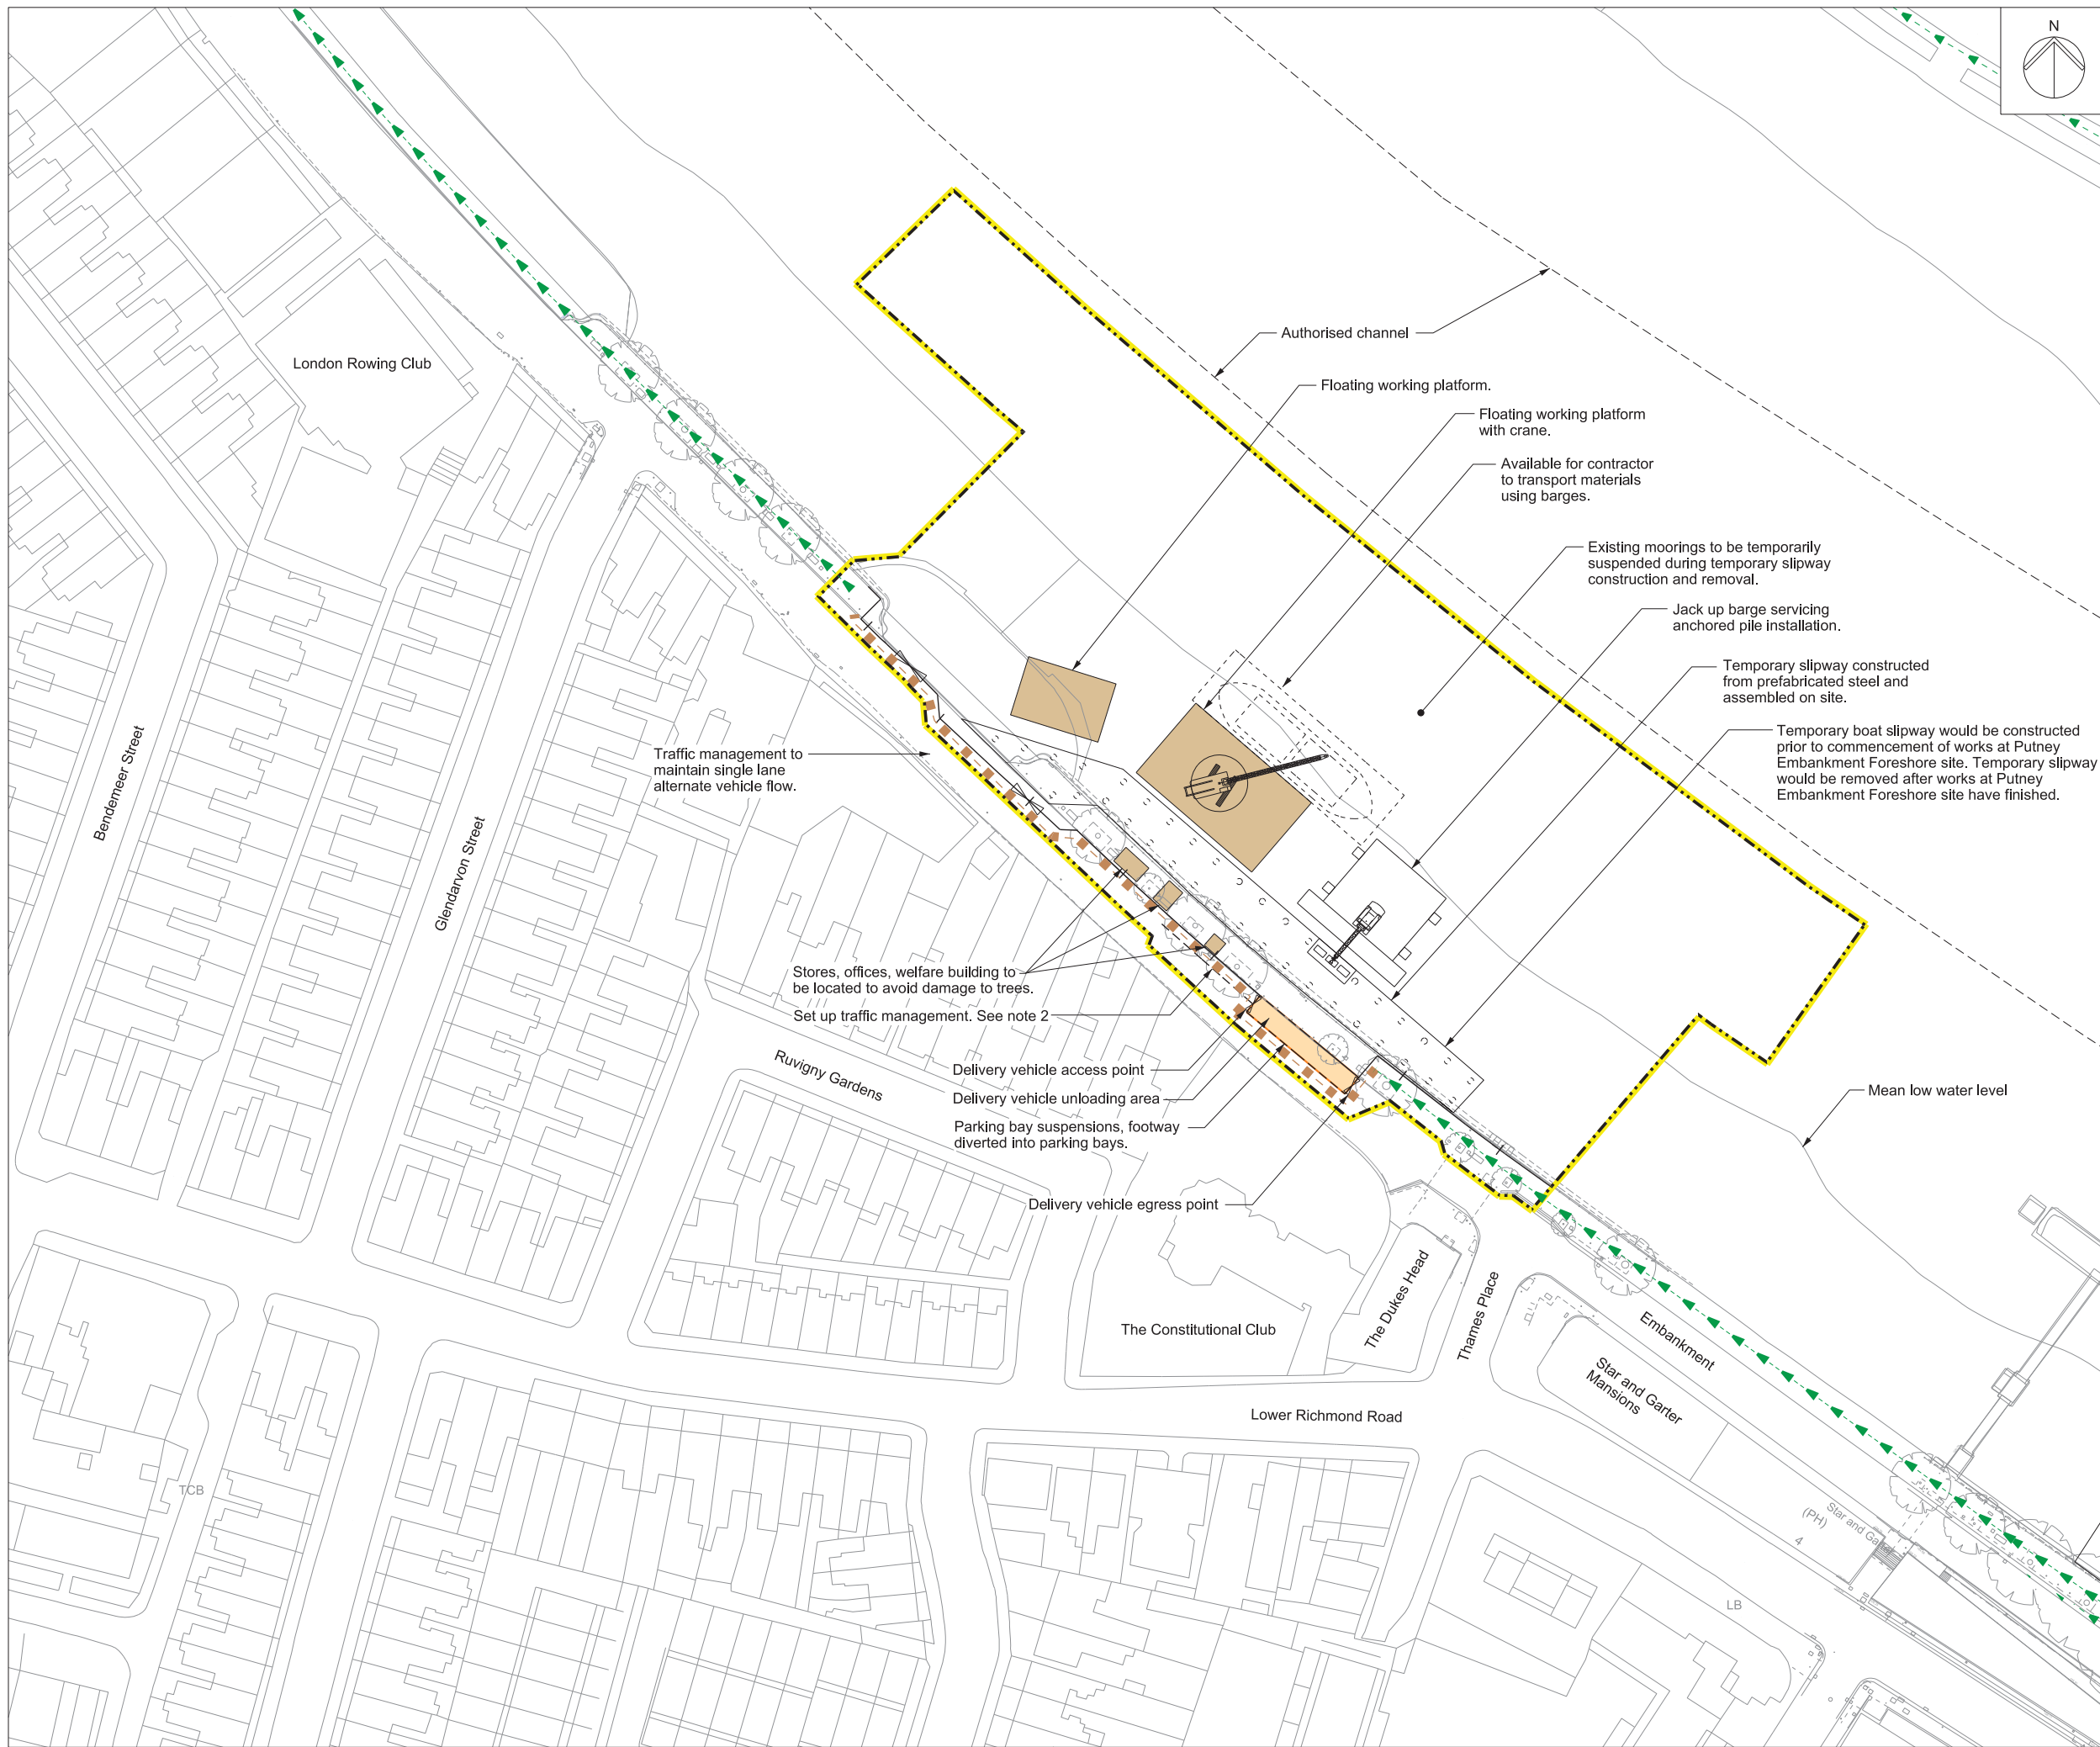 N
London Rowing Club
Authorised channel
Floating working platform.
Floating working platform
with crane.
Available for contractor
to transport materials
using barges.
Existing moorings to be temporarily
suspended during temporary slipway
construction and removal.
Jack up barge servicing
anchored pile installation.
Temporary slipway constructed
from prefabricated steel and
assembled on site.
Temporary boat slipway would be constructed
prior to commencement of works at Putney
Embankment Foreshore site. Temporary slipway
would be removed after works at Putney
Embankment Foreshore site have finished.
Traffic management to
maintain single lane
alternate vehicle flow.
Bendemeer Street
Glendarvon Street
Stores, offices, welfare building to
be located to avoid damage to trees.
Set up traffic management. See note 2
Ruvigny Gardens
Delivery vehicle access point
Delivery vehicle unloading area
Parking bay suspensions, footway
diverted into parking bays.
Mean low water level
Delivery vehicle egress point
The Constitutional Club
The Dukes Head
Thames Place
Embankment
Star and Garter
Mansions
Lower Richmond Road
TCB
Star and Garter
(PH)
4
LB